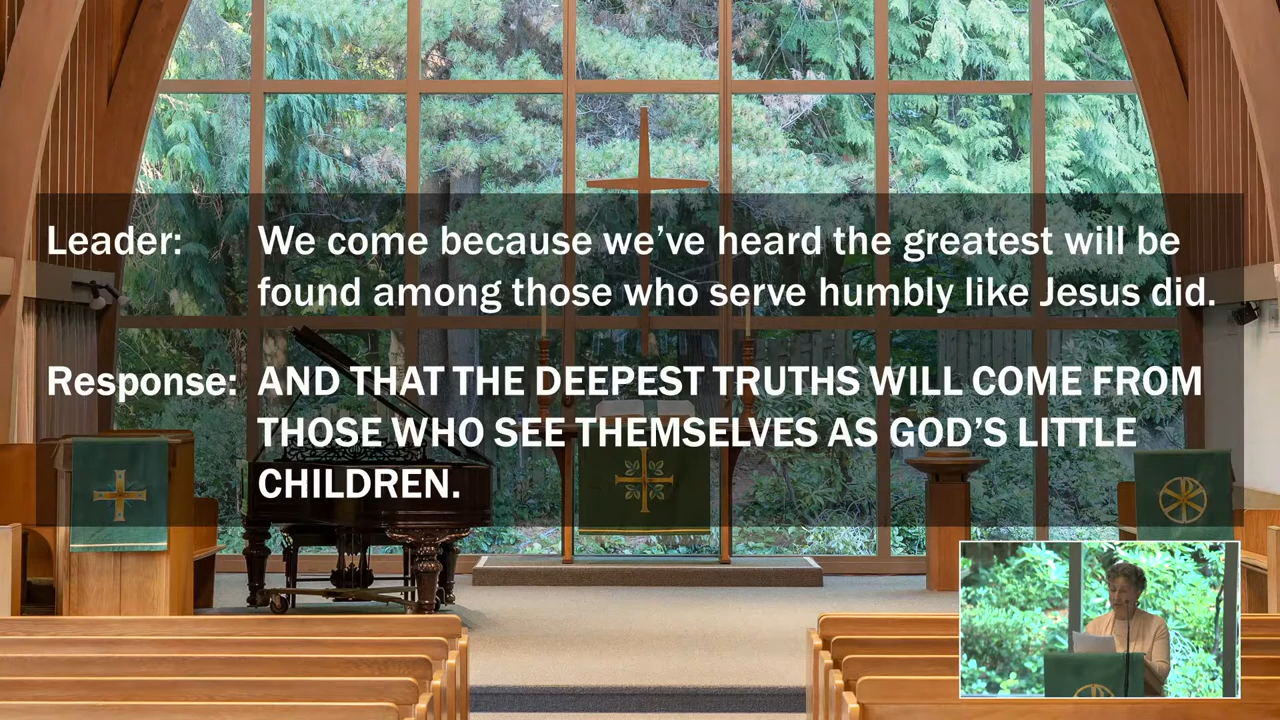 Leader: We come because we’ve heard the greatest will be
found among those who serve humbly like Jesus did.
Response: AND THAT THE DEEPEST TRUTHS WILL COME FROM
THOSE WHO SEE THEMSELVES AS GOD’S LITTLE
CHILDREN.